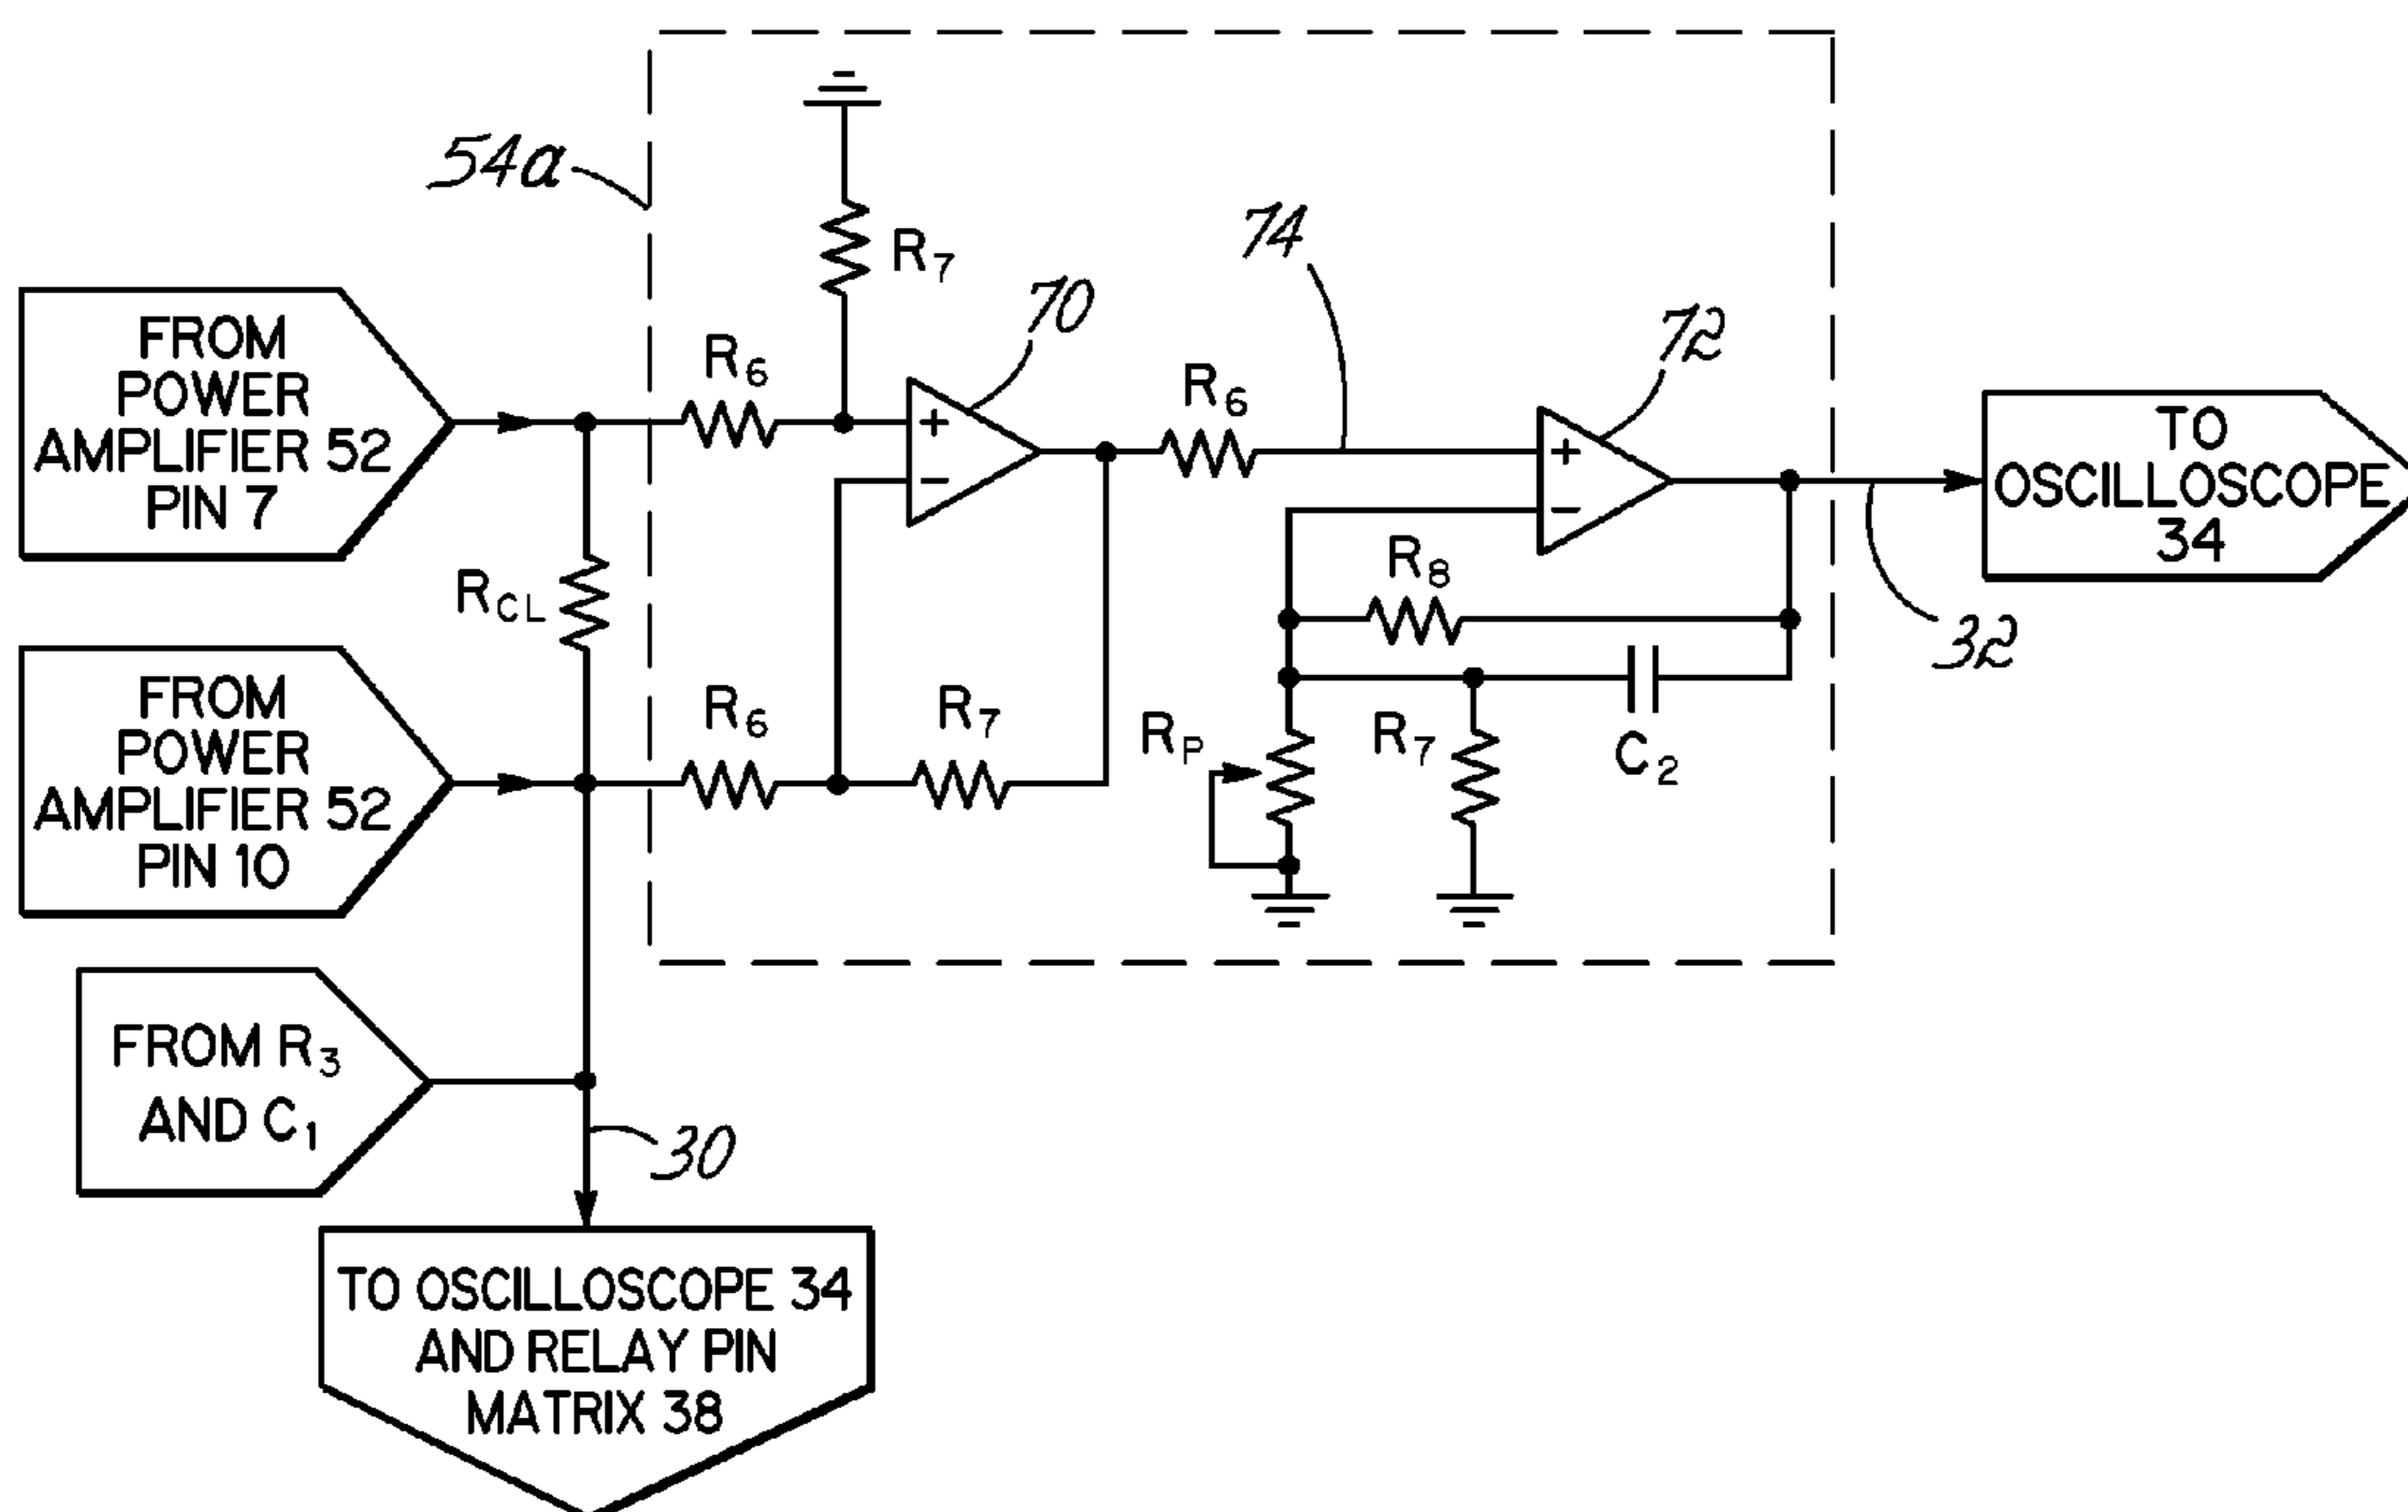 54a
R7
74
70
72
FROM
POWER
AMPLIFIER 52
PIN 7
R6
+
−
R6
+
−
TO
OSCILLOSCOPE
34
RCL
R8
32
FROM
POWER
AMPLIFIER 52
PIN 10
R6
R7
RP
R7
C2
FROM R3
AND C1
30
TO OSCILLOSCOPE 34
AND RELAY PIN
MATRIX 38